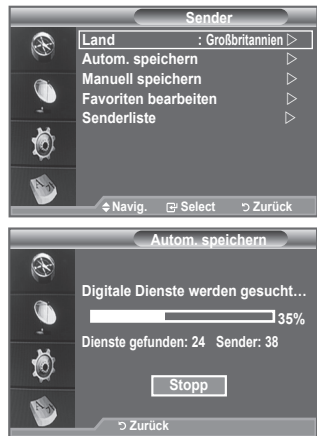 Sender
Land : Großbritannien ▷
Autom. speichern ▷
Manuell speichern ▷
Favoriten bearbeiten ▷
Senderliste ▷
Navig. Select Zurück
Autom. speichern
Digitale Dienste werden gesucht...
35%
Dienste gefunden: 24 Sender: 38
Stopp
Zurück